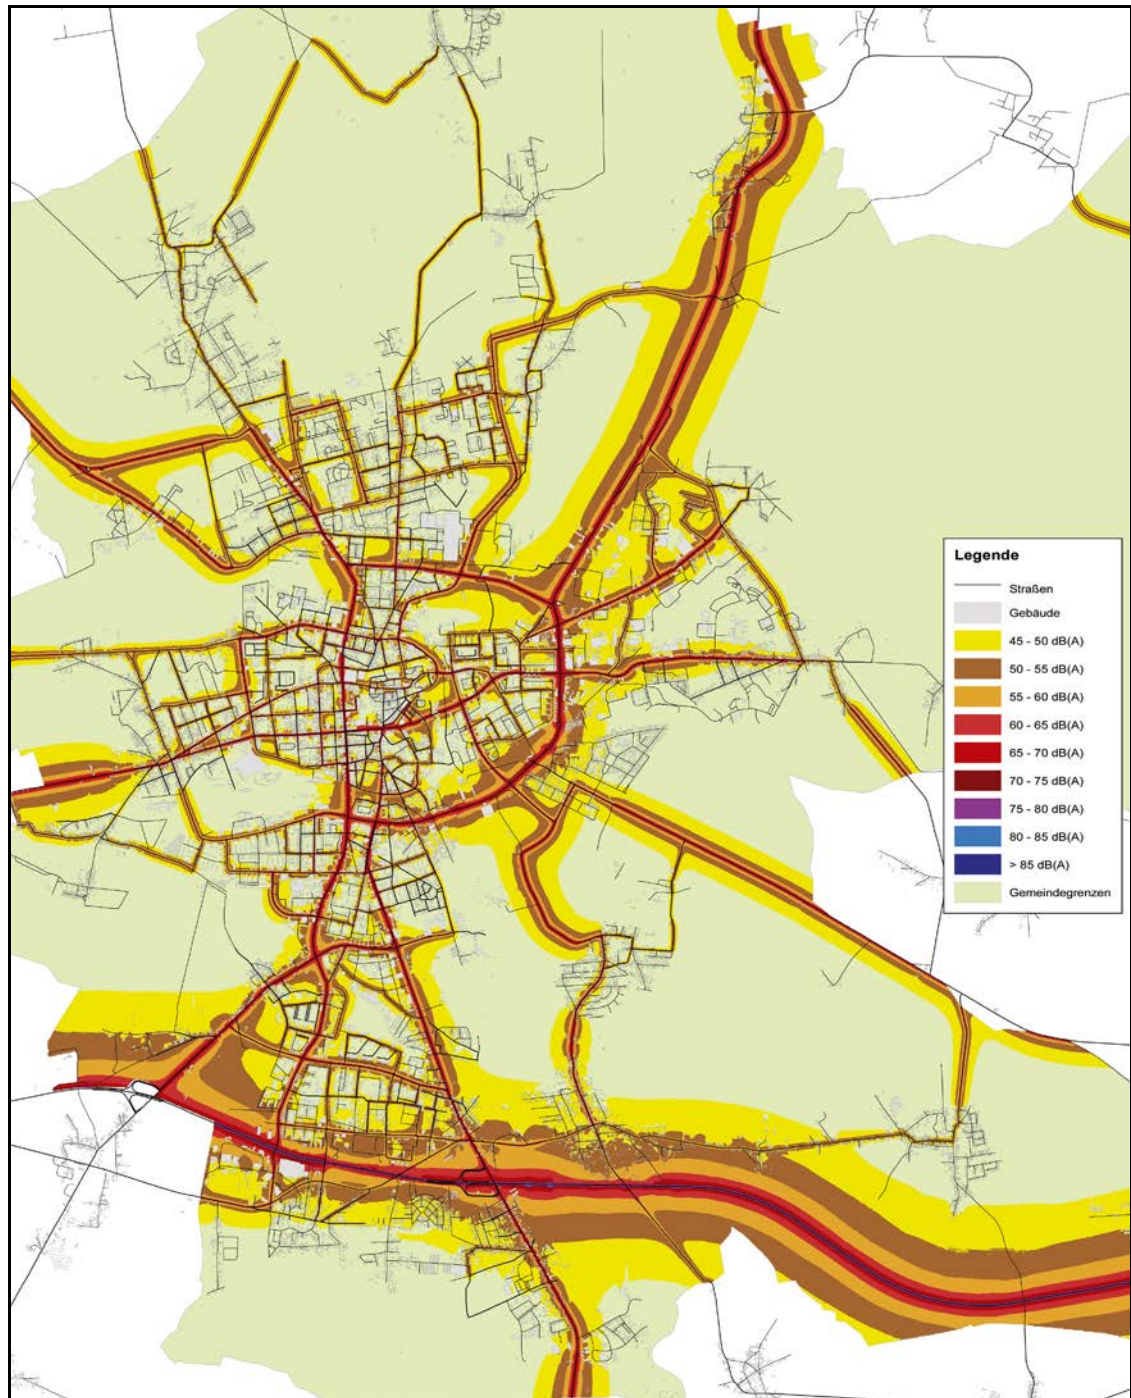 Legende
Straßen
Gebäude
45 - 50 dB(A)
50 - 55 dB(A)
55 - 60 dB(A)
60 - 65 dB(A)
65 - 70 dB(A)
70 - 75 dB(A)
75 - 80 dB(A)
80 - 85 dB(A)
> 85 dB(A)
Gemeindegrenzen